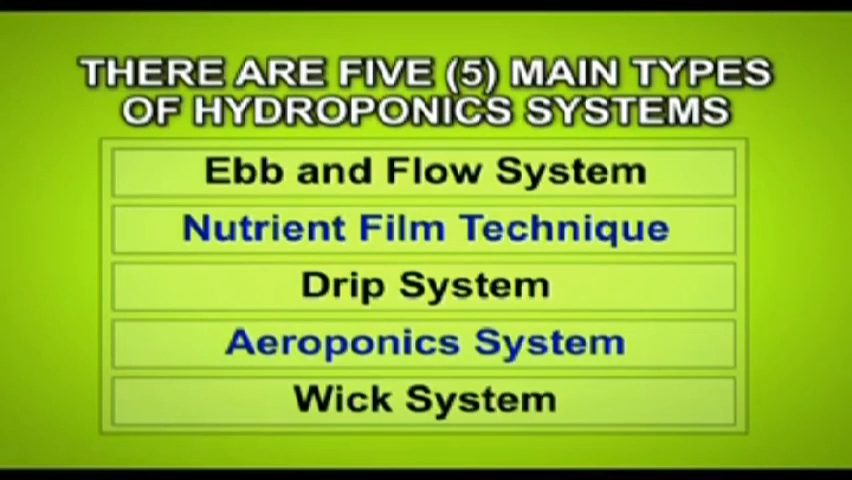 THERE ARE FIVE (5) MAIN TYPES
OF HYDROPONICS SYSTEMS
Ebb and Flow System
Nutrient Film Technique
Drip System
Aeroponics System
Wick System